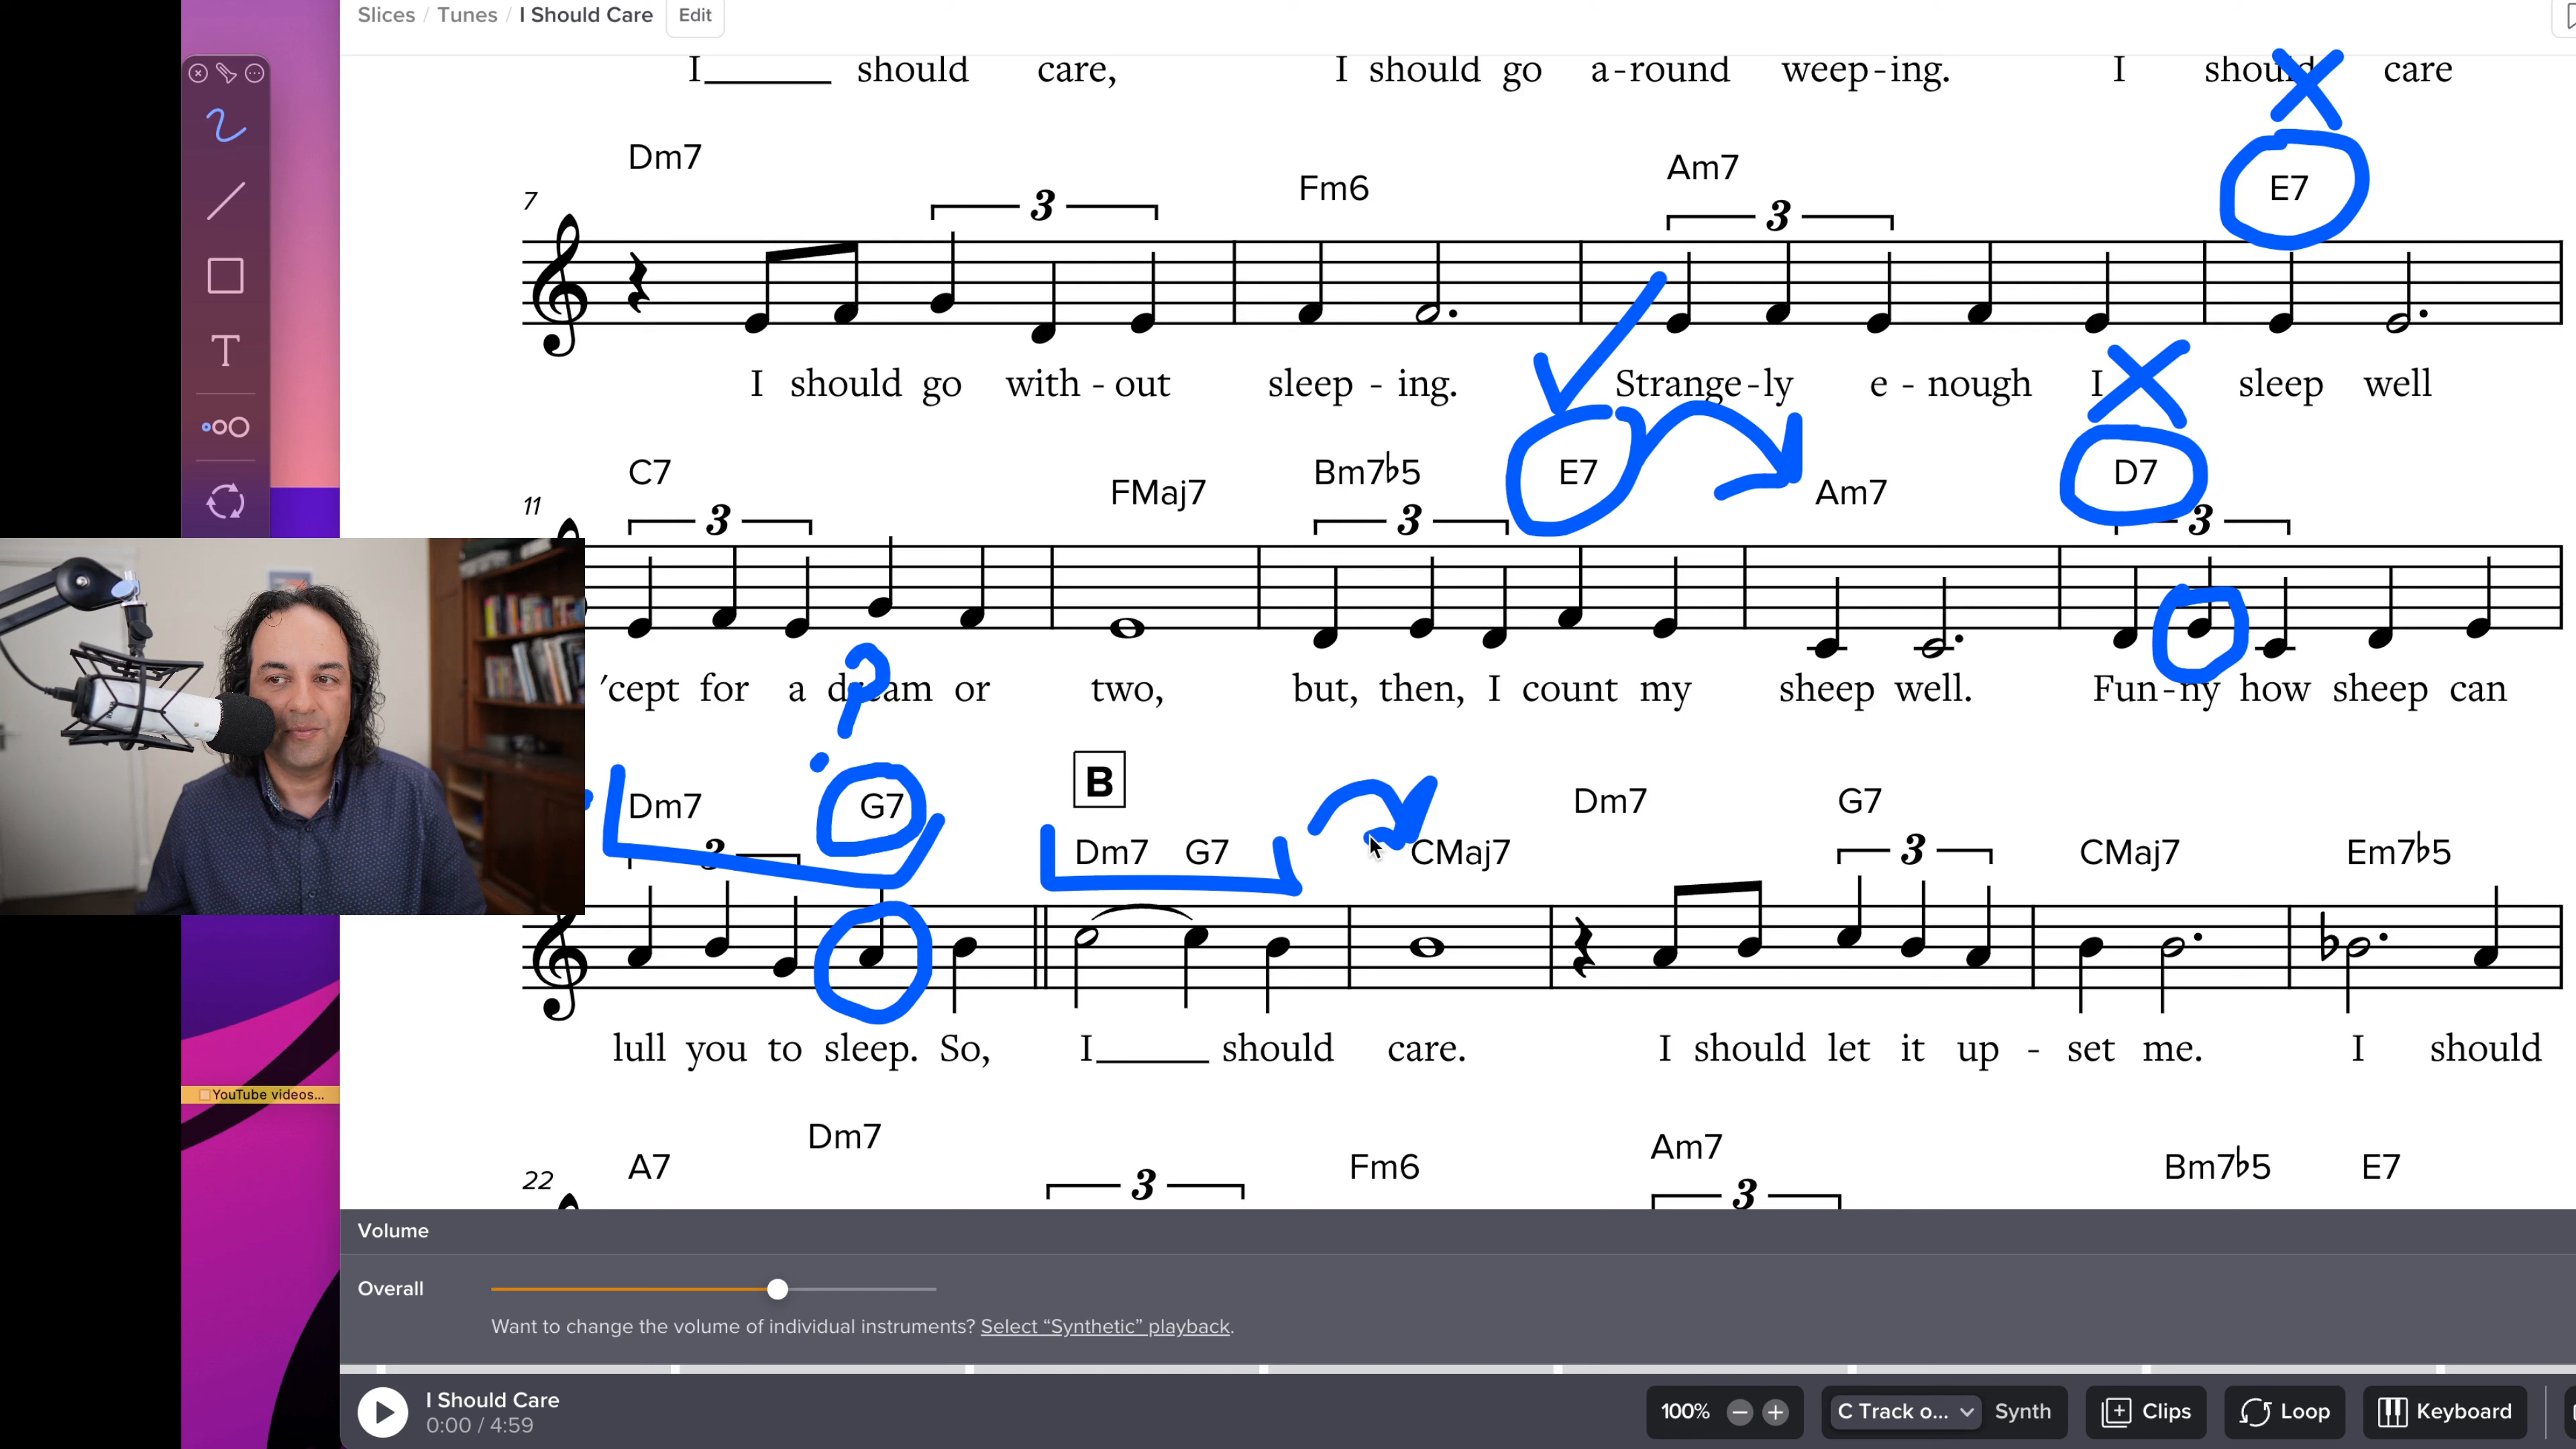 Slices / Tunes / I Should Care Edit
I______ should care, I should go a-round weep-ing. I should care
Dm7 Fm6 Am7 E7
7 3 3
I should go with - out sleep - ing. Strange-ly e - nough I sleep well
C7 FMaj7 Bm7♭5 E7 Am7 D7
11 3 3 3
'cept for a dream or two, but, then, I count my sheep well. Fun-ny how sheep can
?
B
Dm7 G7 Dm7 G7 CMaj7 Dm7 G7 CMaj7 Em7♭5
3 3
lull you to sleep. So, I______ should care. I should let it up - set me. I should
YouTube videos...
A7 Dm7 Fm6 Am7 Bm7♭5 E7
22 3 3
Volume
Overall
Want to change the volume of individual instruments? Select “Synthetic” playback.
I Should Care
0:00 / 4:59
100% C Track o... Synth Clips Loop Keyboard
T